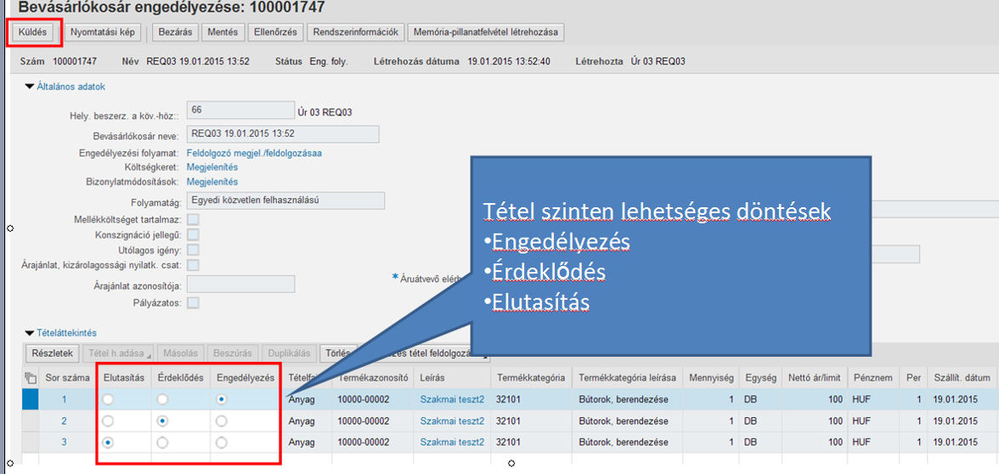 Bevásárlókosár engedélyezése: 100001747
Küldés Nyomtatási kép Bezárás Mentés Ellenőrzés Rendszerinformációk Memória-pillanatfelvétel létrehozása
Szám 100001747 Név REQ03 19.01.2015 13:52 Státus Eng. foly. Létrehozás dátuma 19.01.2015 13:52:40 Létrehozta Úr 03 REQ03
Általános adatok
Hely. beszerz. a köv.-höz:: 66 Úr 03 REQ03
Bevásárlókosár neve: REQ03 19.01.2015 13:52
Engedélyezési folyamat: Feldolgozó megjel./feldolgozásaa
Költségkeret: Megjelenítés
Bizonylatmódosítások: Megjelenítés
Folyamatág: Egyedi közvetlen felhasználású
Mellékköltséget tartalmaz:
Konszignáció jellegű:
Utólagos igény:
Árajánlat, kizárolagossági nyilatk. csat:
Árajánlat azonosítója:
* Áruátvevő
Pályázatos:
Tétel szinten lehetséges döntések
•Engedélyezés
•Érdeklődés
•Elutasítás
Tételáttekintés
Részletek Tétel h.adása Másolás Beszúrás Duplikálás tétel
Sor száma Elutasítás Érdeklődés Engedélyezés Termékazonosító Leírás Termékkategória Termékkategória leírása Mennyiség Egység Nettó ár/limit Pénznem Per Szállít. dátum
1 Anyag 10000-00002 Szakmai teszt2 32101 Bútorok, berendezése 1 DB 100 HUF 1 19.01.2015
2 Anyag 10000-00002 Szakmai teszt2 32101 Bútorok, berendezése 1 DB 100 HUF 1 19.01.2015
3 Anyag 10000-00002 Szakmai teszt2 32101 Bútorok, berendezése 1 DB 100 HUF 1 19.01.2015